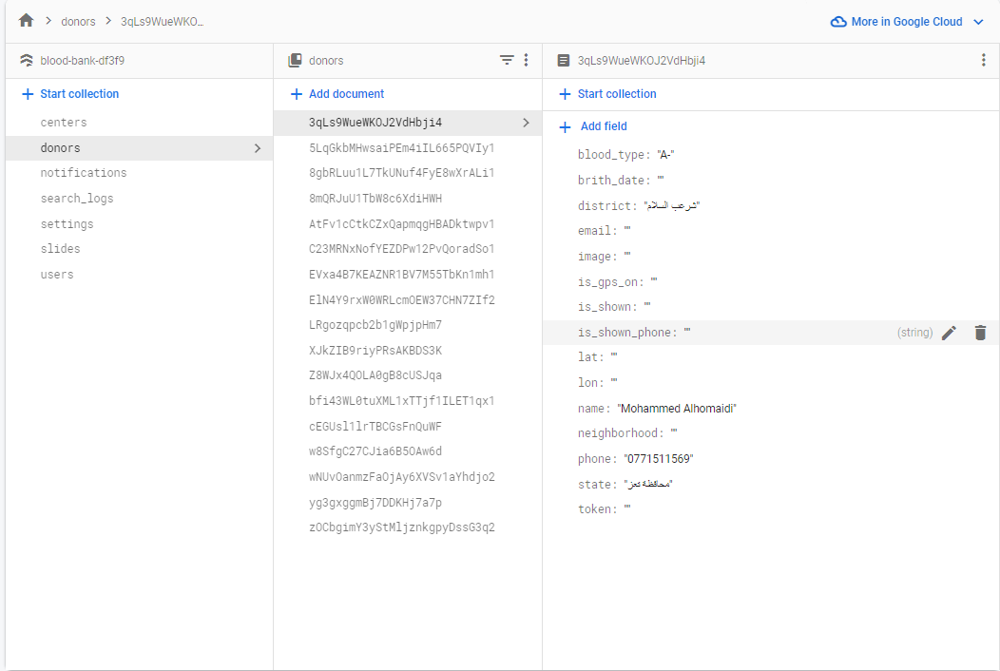 donors
3qLs9WueWKO...
More in Google Cloud
blood-bank-df3f9
Start collection
centers
donors
notifications
search_logs
settings
slides
users
donors
Add document
3qLs9WueWKOJ2VdHbji4
5LqGkbMHwsaiPEm4iIL665PQVIy1
8gbRLuu1L7TkUNuf4FyE8wXrALi1
8mQRJuU1TbW8c6XdiHWH
AtFv1cCtkCZxQapmqgHBADktwpv1
C23MRNxNofYEZDPw12PvQoradSo1
EVxa4B7KEAZNR1BV7M55TbKn1mh1
ElN4Y9rxW0WRLcmOEW37CHN7ZIf2
LRgozqpcb2b1gWpjpHm7
XJkZIB9riyPRsAKBDS3K
Z8WJx4QOLA0gB8cUSJqa
bfi43WL0tuXML1xTTjf1ILET1qx1
cEGUsl1lrTBCGsFnQuWF
w8SfgC27CJia6B5OAw6d
wNUvOanmzFaOjAy6XVSv1aYhdjo2
yg3gxggmBj7DDKHj7a7p
zOCbgimY3yStMljznkgpyDssG3q2
3qLs9WueWKOJ2VdHbji4
Start collection
Add field
blood_type: "A-"
brith_date: ""
district: "شرعب السلام"
email: ""
image: ""
is_gps_on: ""
is_shown: ""
is_shown_phone: "" (string)
lat: ""
lon: ""
name: "Mohammed Alhomaidi"
neighborhood: ""
phone: "0771511569"
state: "محافظة تعز"
token: ""